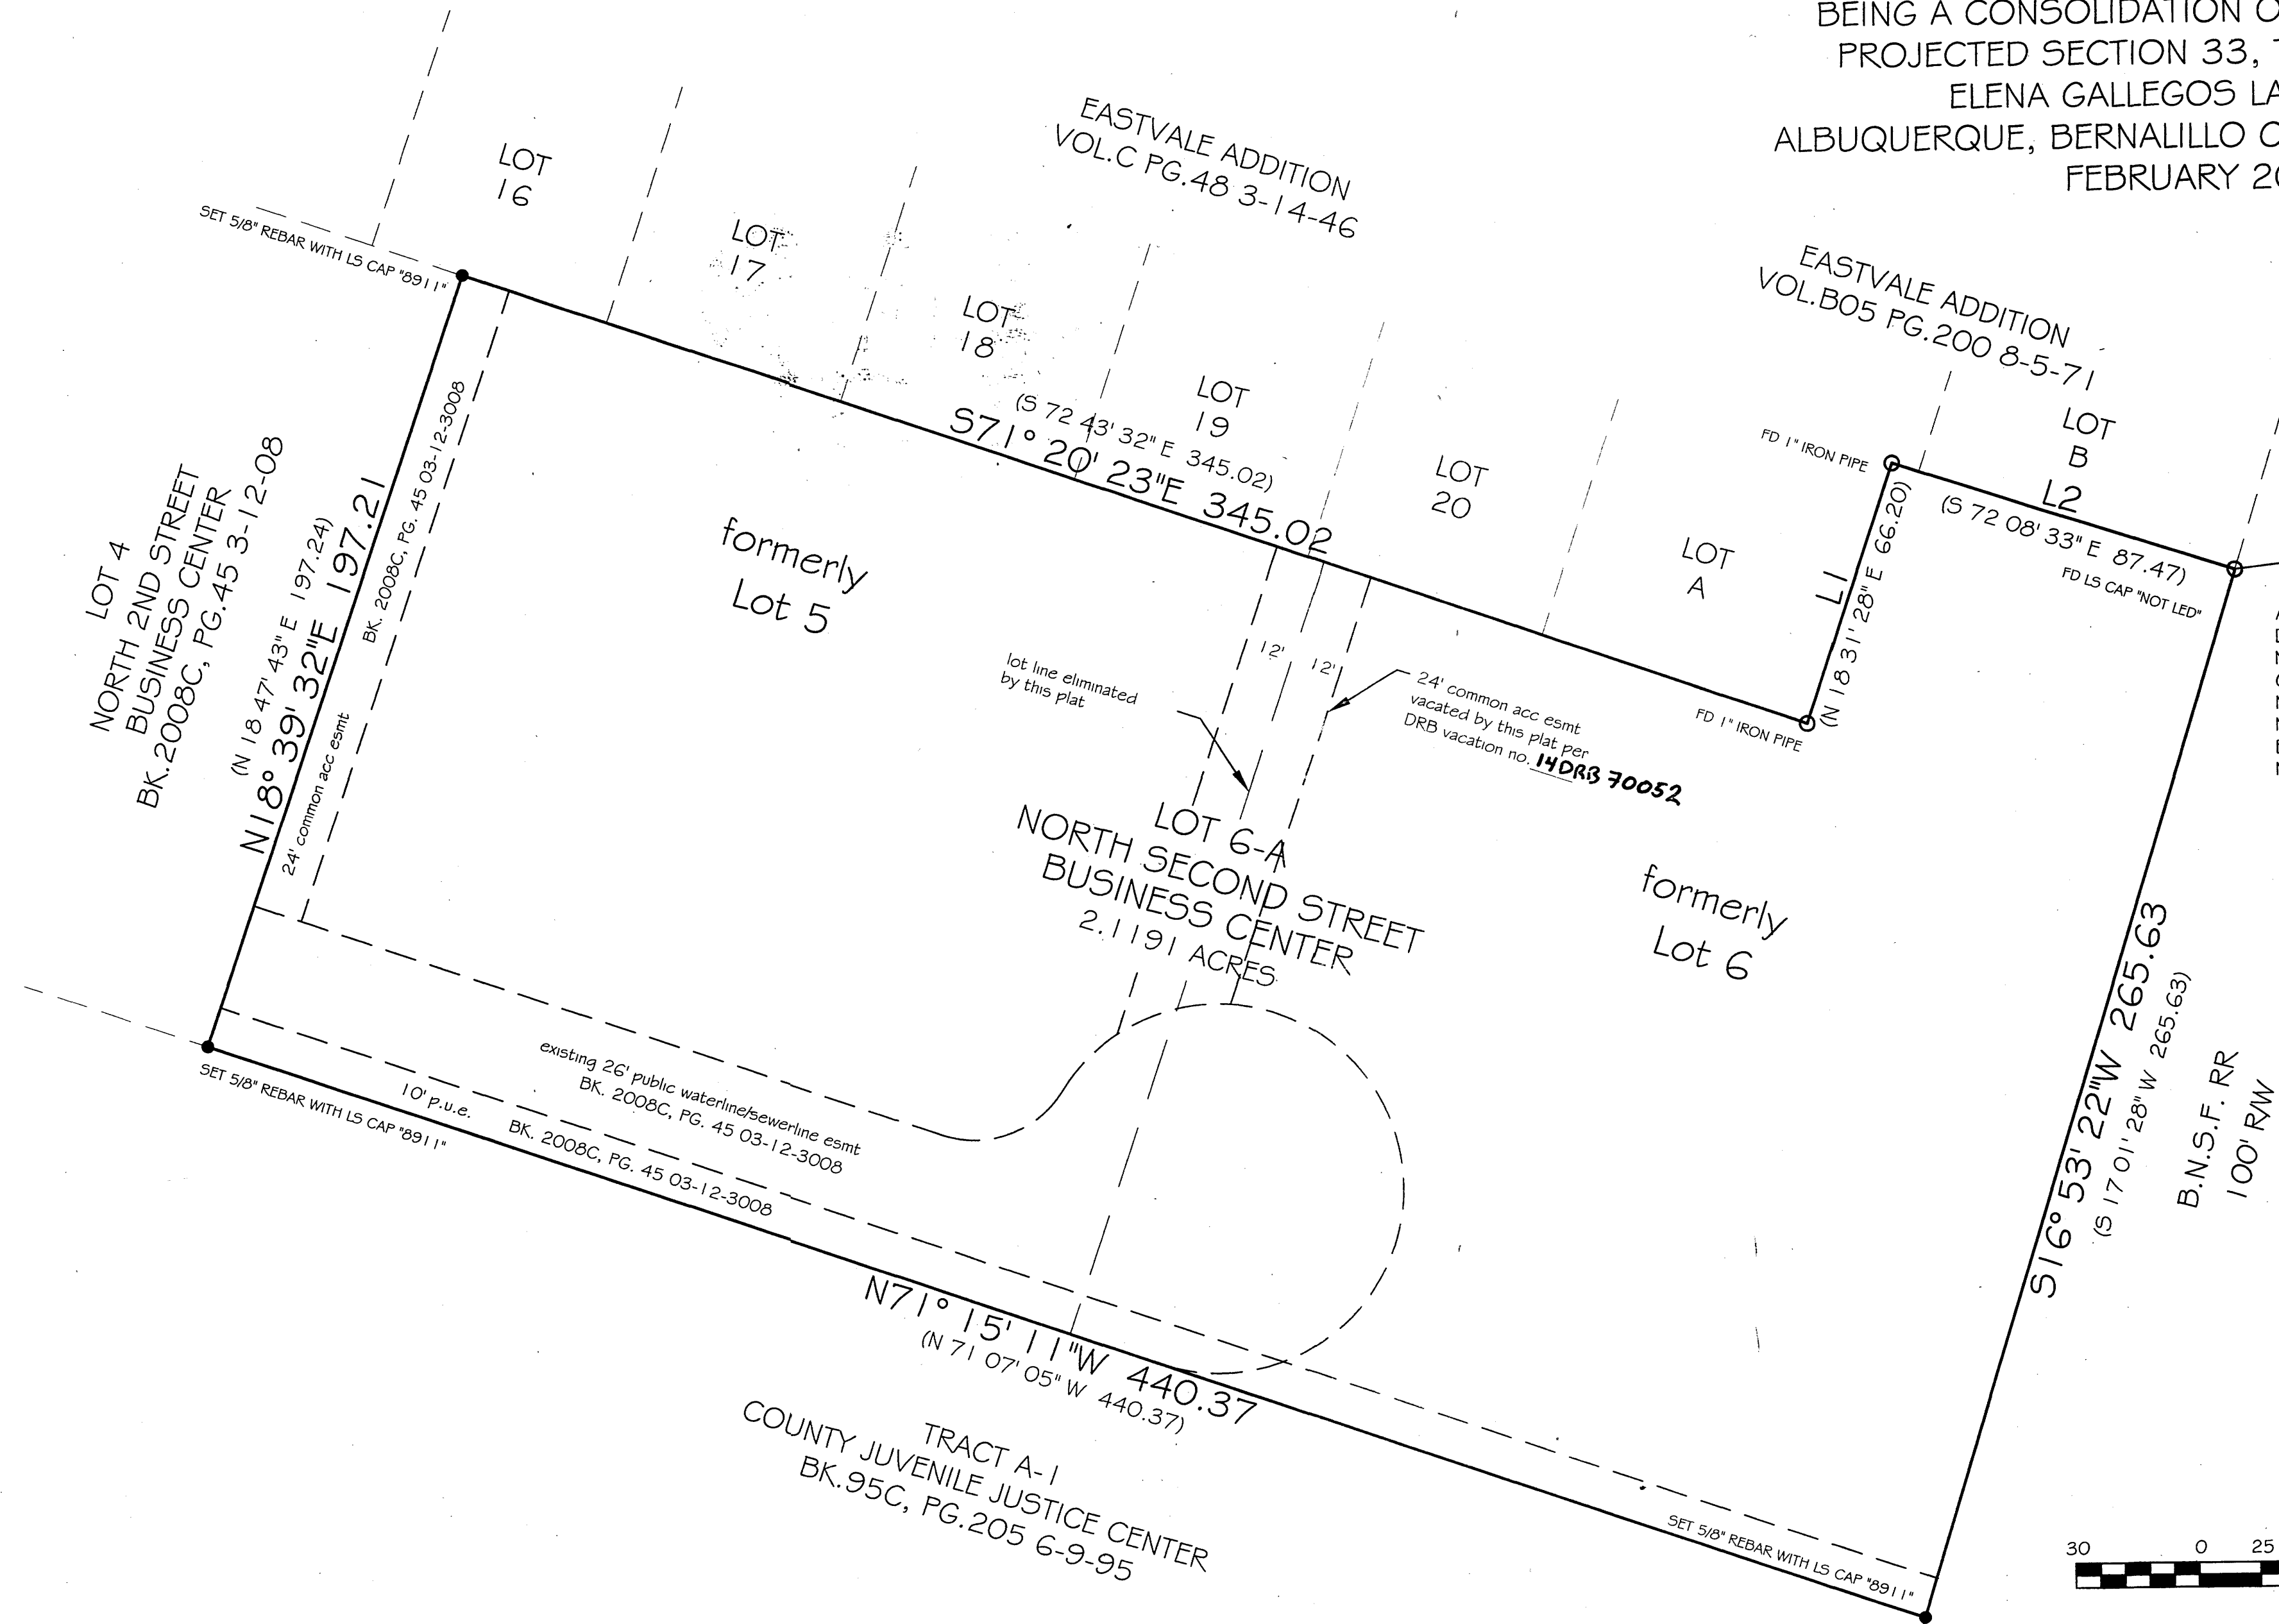 BEING A CONSOLIDATION O
PROJECTED SECTION 33,
ELENA GALLEGOS LA
ALBUQUERQUE, BERNALILLO C
FEBRUARY 20
EASTVALE ADDITION
VOL.C PG.48 3-14-46
LOT
16
LOT
17
LOT
18
LOT
19
LOT
20
LOT
A
EASTVALE ADDITION
VOL.B05 PG.200 8-5-71
LOT
B
L2
(S 72 08' 33" E 87.47)
FD LS CAP "NOT LED"
FD 1" IRON PIPE
L1
(N 18 31' 28" E 66.20)
FD 1" IRON PIPE
SET 5/8" REBAR WITH LS CAP "8911"
(S 72 43' 32" E 345.02)
S71° 20' 23"E 345.02
LOT 4
NORTH 2ND STREET
BUSINESS CENTER
BK.2008C, PG.45 3-12-08
(N 18 47' 43" E 197.24)
N18° 39' 32"E 197.21
24' common acc esmt
BK. 2008C, PG. 45 03-12-3008
formerly
Lot 5
12'
12'
lot line eliminated
by this plat
24' common acc esmt
vacated by this plat per
DRB vacation no. 14DRB 70052
LOT 6-A
NORTH SECOND STREET
BUSINESS CENTER
2.1191 ACRES
formerly
Lot 6
S16° 53' 22"W 265.63
(S 17 01' 28" W 265.63)
B.N.S.F. RR
100' R/W
existing 26' public waterline/sewerline esmt
BK. 2008C, PG. 45 03-12-3008
10' p.u.e.
BK. 2008C, PG. 45 03-12-3008
SET 5/8" REBAR WITH LS CAP "8911"
N71° 15' 11"W 440.37
(N 71 07' 05" W 440.37)
TRACT A-1
COUNTY JUVENILE JUSTICE CENTER
BK.95C, PG.205 6-9-95
SET 5/8" REBAR WITH LS CAP "8911"
30 0 25